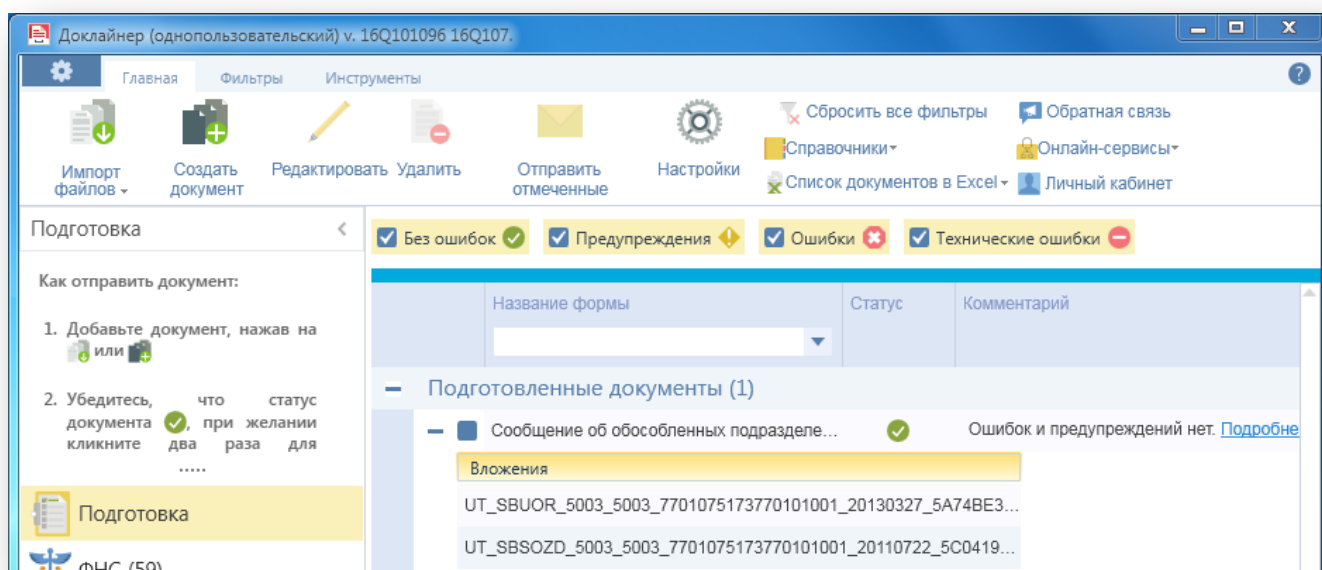 Доклайнер (однопользовательский) v. 16Q101096 16Q107.
Главная Фильтры Инструменты
Импорт файлов
Создать документ
Редактировать
Удалить
Отправить отмеченные
Настройки
Сбросить все фильтры
Справочники
Список документов в Excel
Обратная связь
Онлайн-сервисы
Личный кабинет
Подготовка
Как отправить документ:
1. Добавьте документ, нажав на
или
2. Убедитесь, что статус
документа , при желании
кликните два раза для
.....
Подготовка
ФНС (59)
Без ошибок Предупреждения Ошибки Технические ошибки
Название формы Статус Комментарий
Подготовленные документы (1)
Сообщение об обособленных подразделе... Ошибок и предупреждений нет. Подробне
Вложения
UT_SBUOR_5003_5003_7701075173770101001_20130327_5A74BE3...
UT_SBSOZD_5003_5003_7701075173770101001_20110722_5C0419...